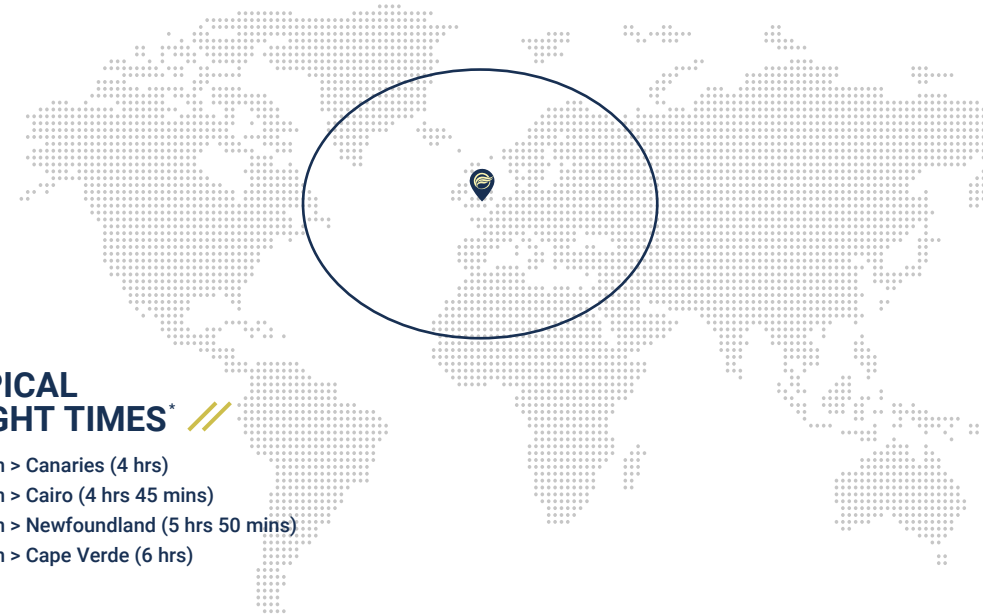 PICAL
GHT TIMES*
n > Canaries (4 hrs)
n > Cairo (4 hrs 45 mins)
n > Newfoundland (5 hrs 50 mins)
n > Cape Verde (6 hrs)